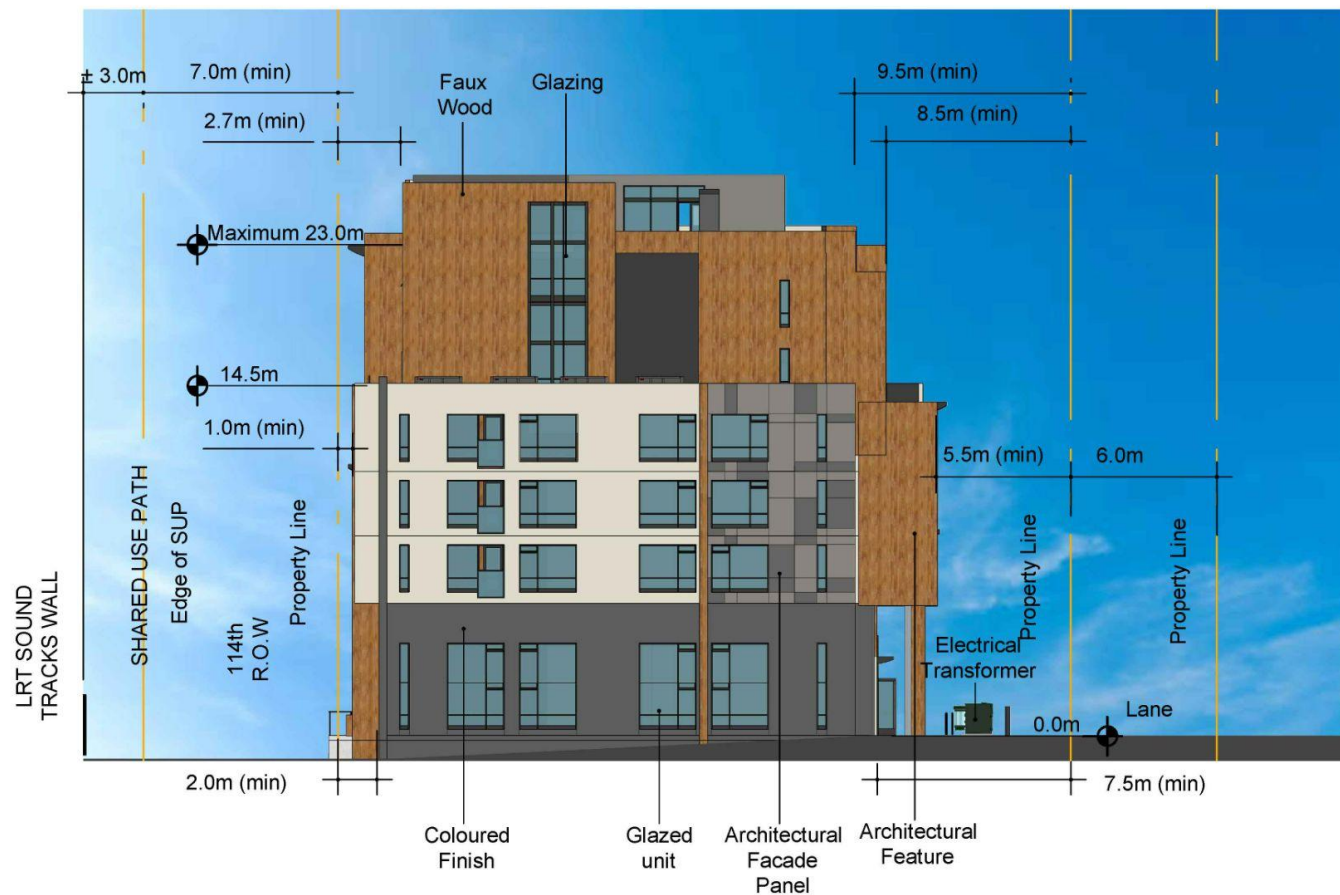 ± 3.0m
7.0m (min)
2.7m (min)
Faux
Wood
Glazing
9.5m (min)
8.5m (min)
Maximum 23.0m
14.5m
1.0m (min)
5.5m (min)
6.0m
LRT SOUND
TRACKS WALL
SHARED USE PATH
Edge of SUP
114th
R.O.W
Property Line
Property Line
Property Line
Electrical
Transformer
0.0m
Lane
2.0m (min)
7.5m (min)
Coloured
Finish
Glazed
unit
Architectural
Facade
Panel
Architectural
Feature